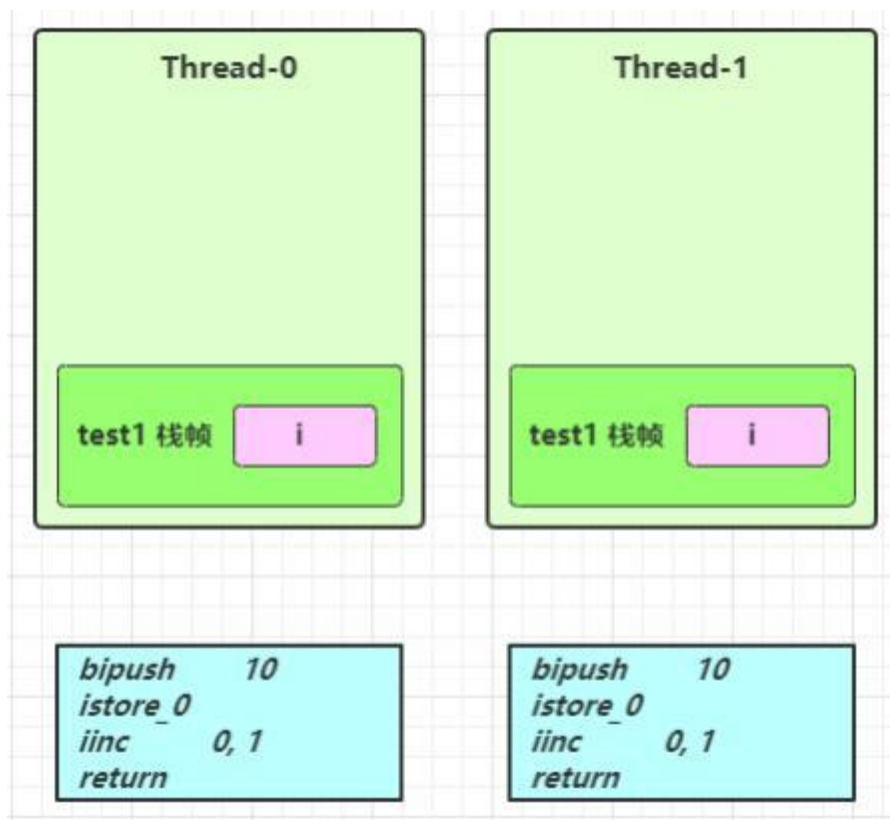 Thread-0
test1 栈帧 i
bipush 10
istore_0
iinc 0, 1
return
Thread-1
test1 栈帧 i
bipush 10
istore_0
iinc 0, 1
return